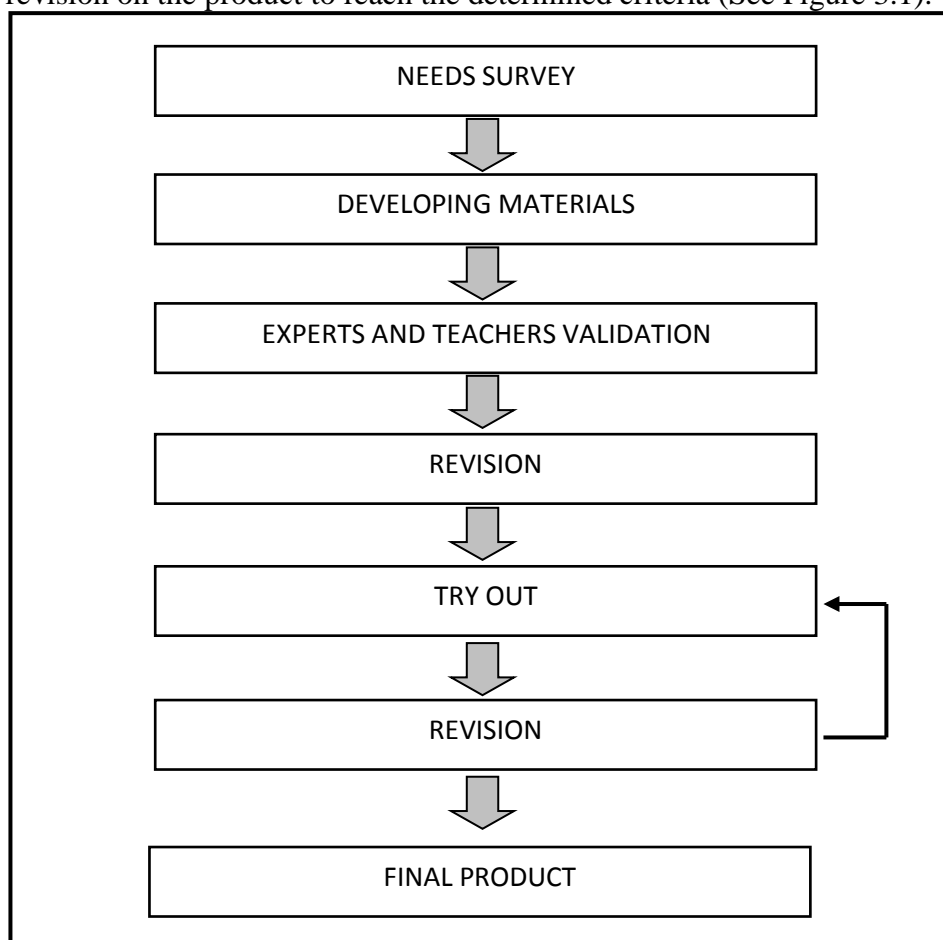 revision on the product to reach the determined criteria (See Figure 3.1).
NEEDS SURVEY
DEVELOPING MATERIALS
EXPERTS AND TEACHERS VALIDATION
REVISION
TRY OUT
REVISION
FINAL PRODUCT